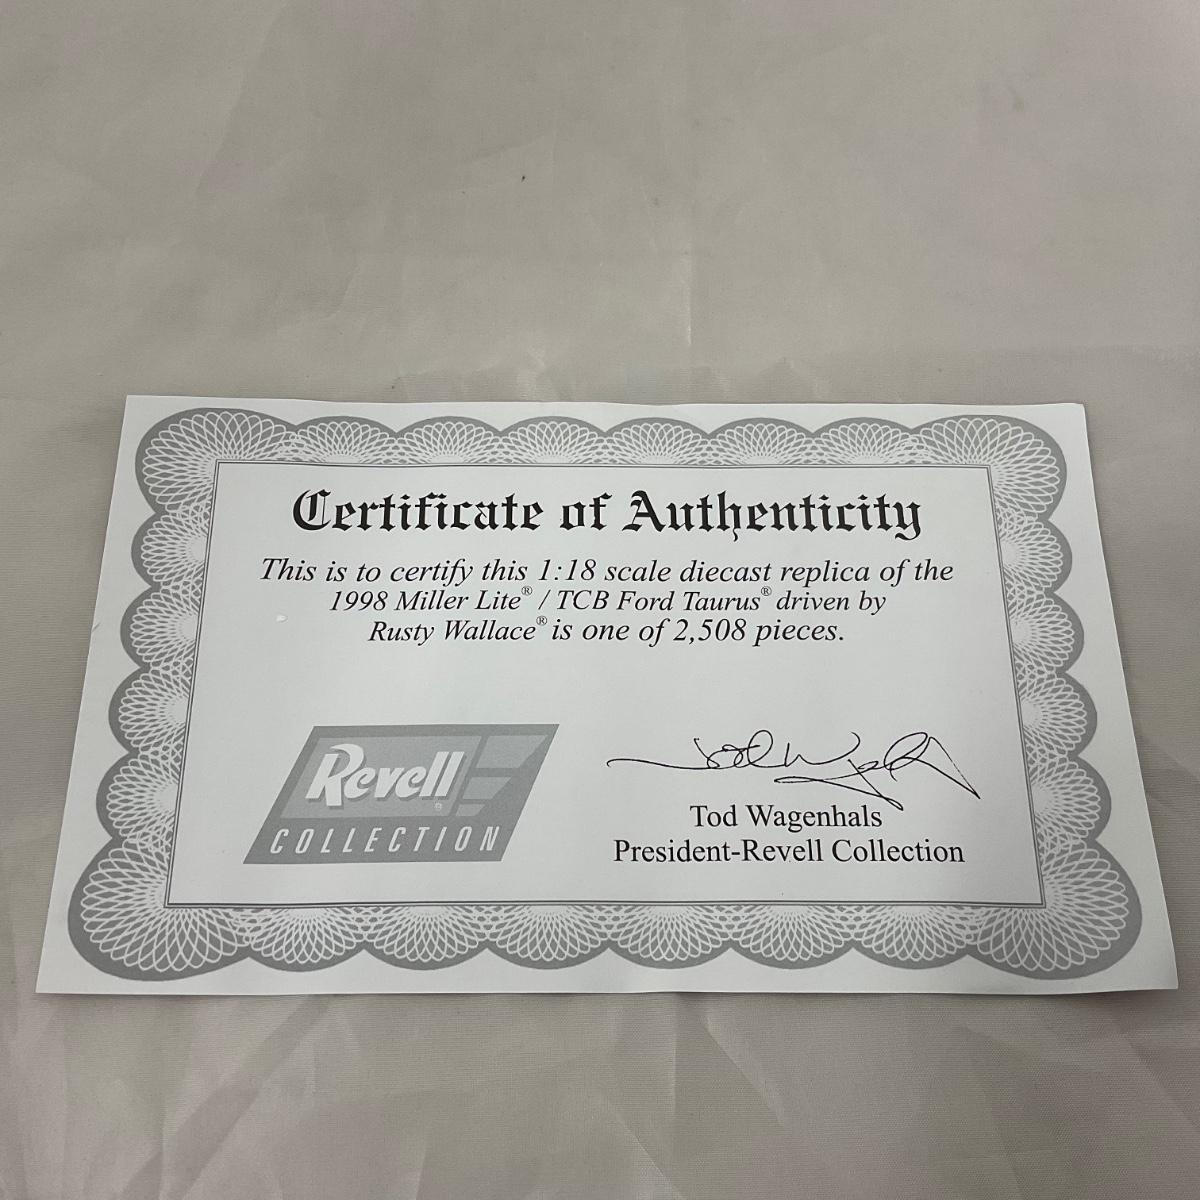 Certificate of Authenticity
This is to certify this 1:18 scale diecast replica of the
1998 Miller Lite® / TCB Ford Taurus® driven by
Rusty Wallace® is one of 2,508 pieces.
Revell®
COLLECTION
Tod Wagenhals
President-Revell Collection